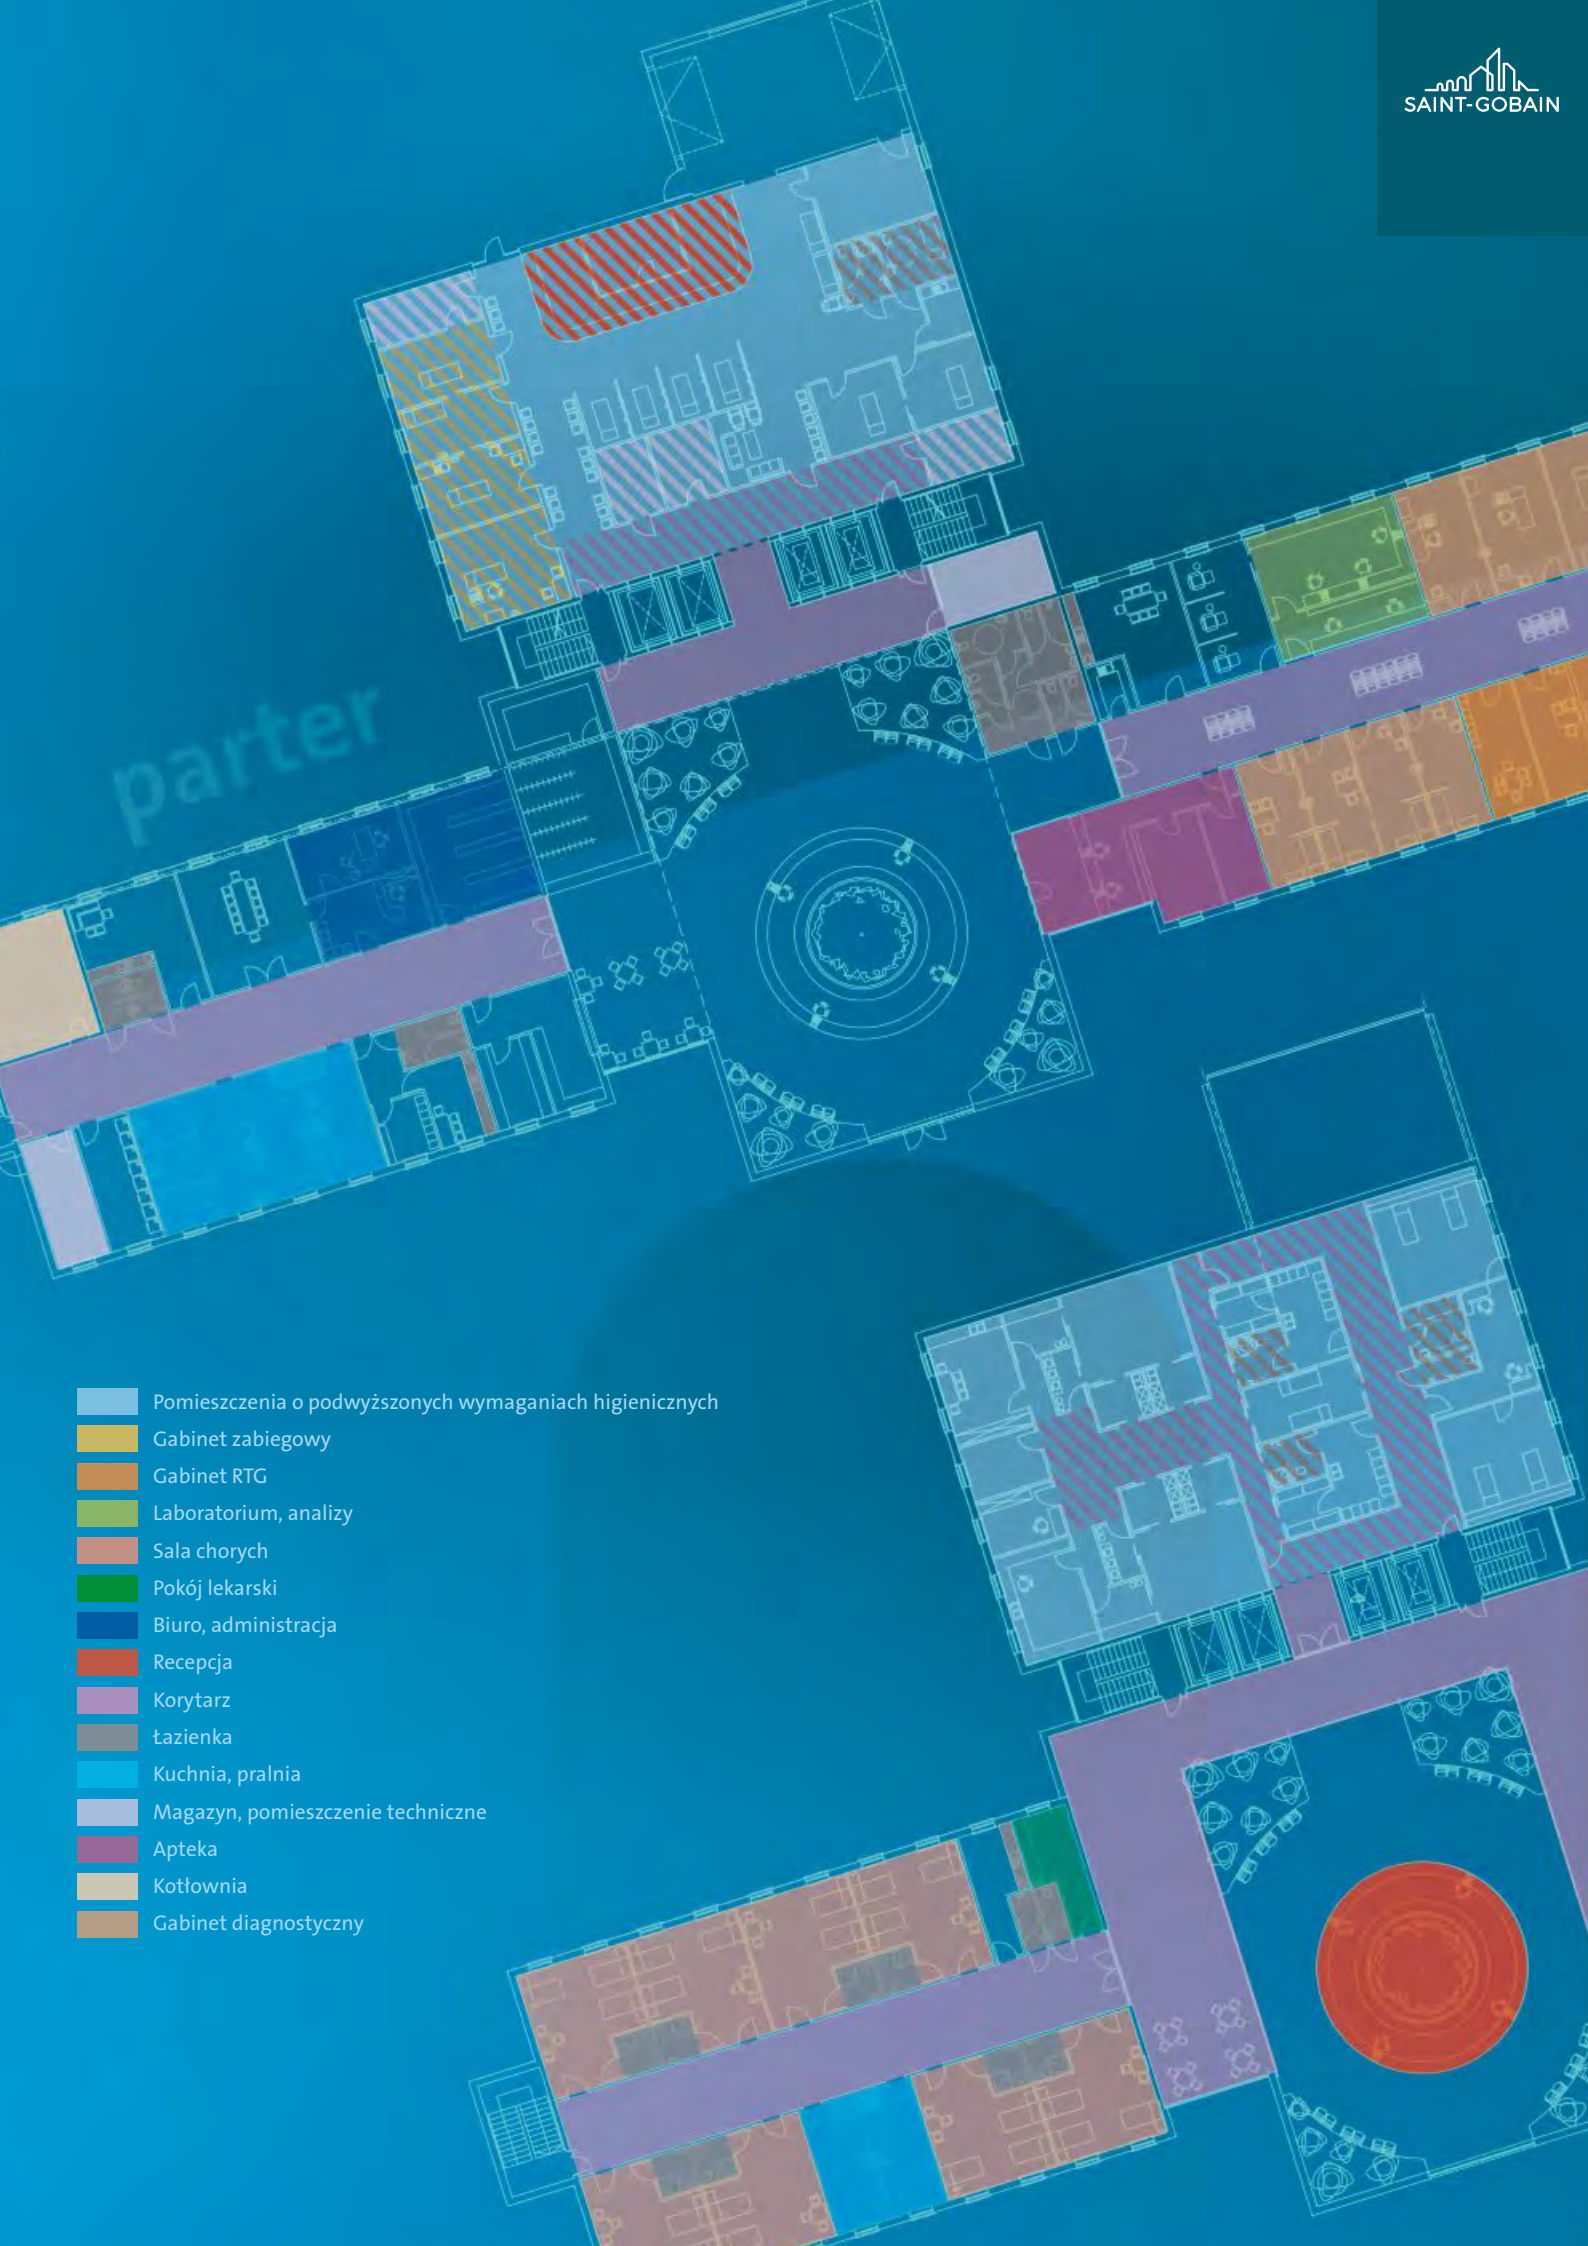 SAINT-GOBAIN
parter
Pomieszczenia o podwyższonych wymaganiach higienicznych
Gabinet zabiegowy
Gabinet RTG
Laboratorium, analizy
Sala chorych
Pokój lekarski
Biuro, administracja
Recepcja
Korytarz
Łazienka
Kuchnia, pralnia
Magazyn, pomieszczenie techniczne
Apteka
Kotłownia
Gabinet diagnostyczny